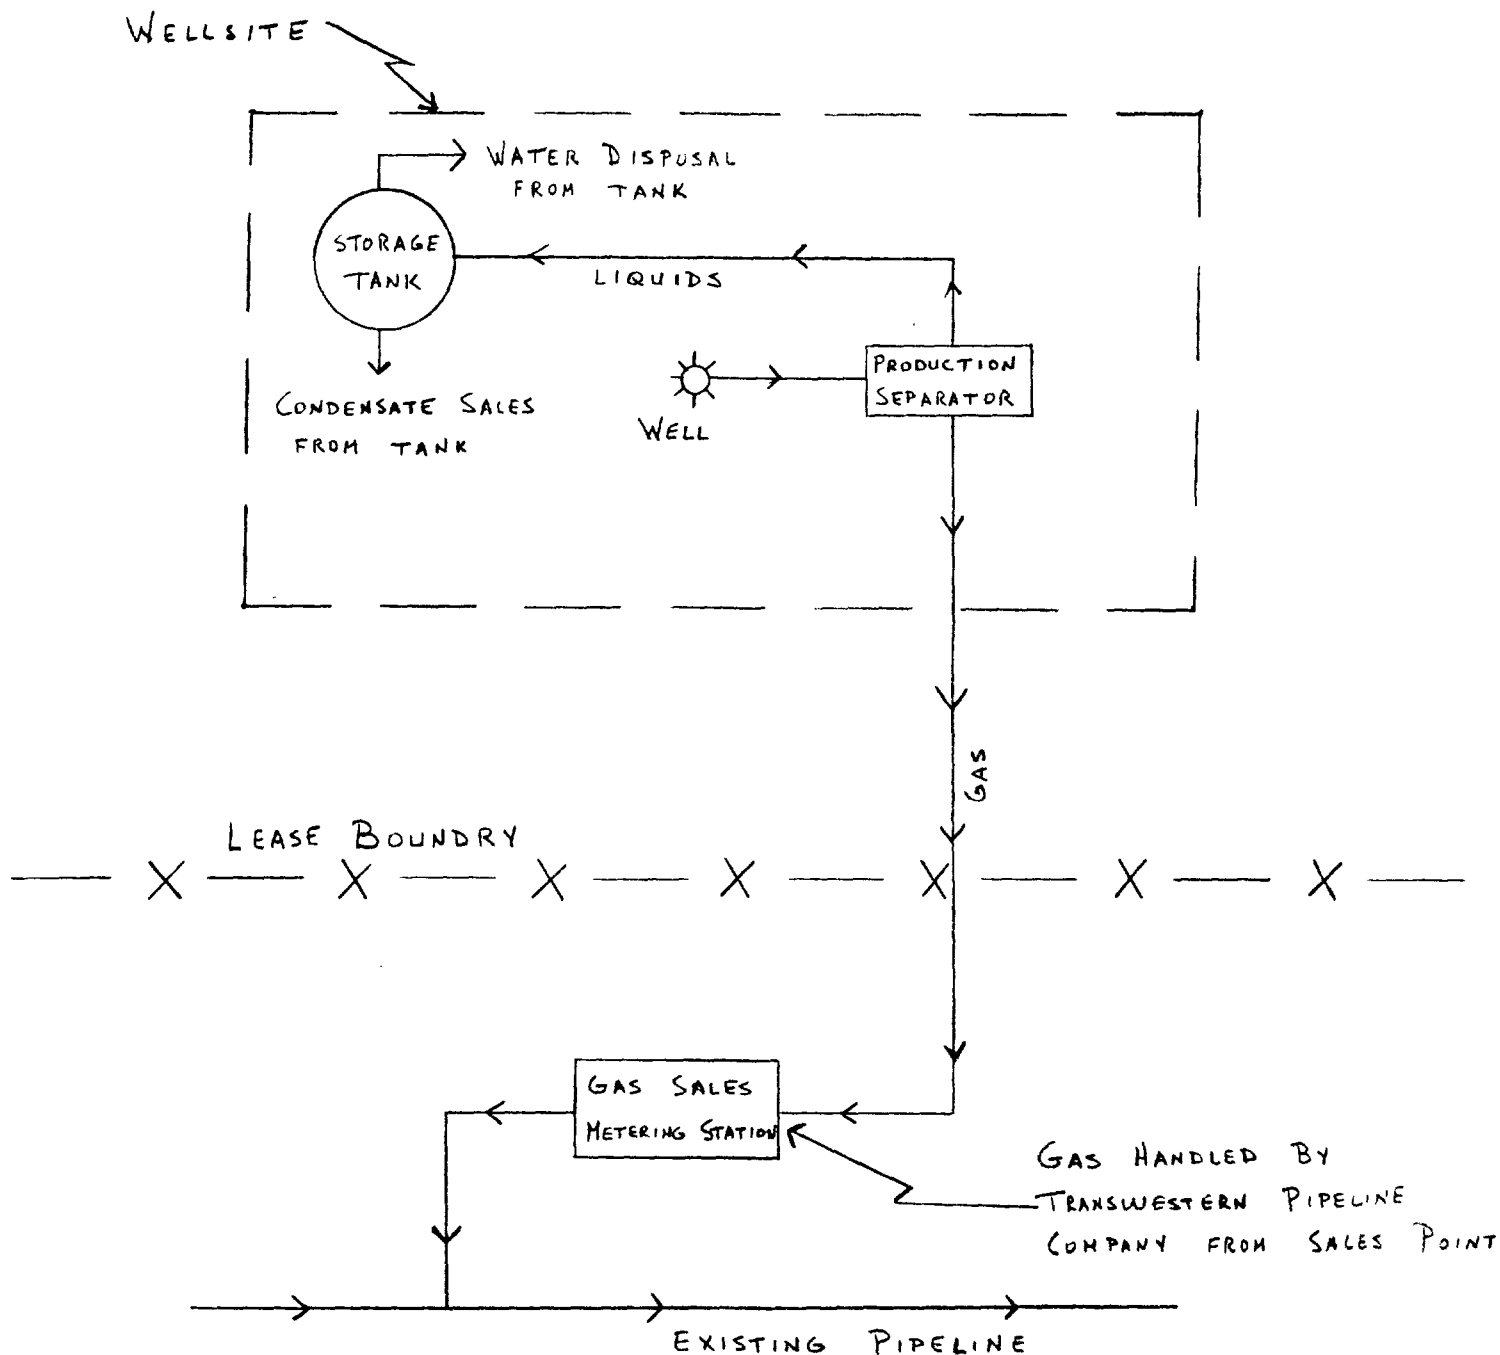 WELLSITE
WATER DISPOSAL
FROM TANK
STORAGE
TANK
LIQUIDS
PRODUCTION
SEPARATOR
CONDENSATE SALES
FROM TANK
WELL
GAS
LEASE BOUNDRY
GAS SALES
METERING STATION
GAS HANDLED BY
TRANSWESTERN PIPELINE
COMPANY FROM SALES POINT
EXISTING PIPELINE